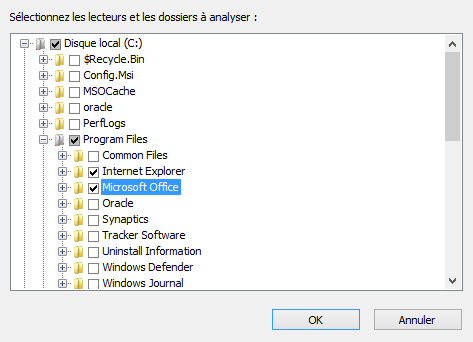 Sélectionnez les lecteurs et les dossiers à analyser :
Disque local (C:)
$Recycle.Bin
Config.Msi
MSOCache
oracle
PerfLogs
Program Files
Common Files
Internet Explorer
Microsoft Office
Oracle
Synaptics
Tracker Software
Uninstall Information
Windows Defender
Windows Journal
OK
Annuler